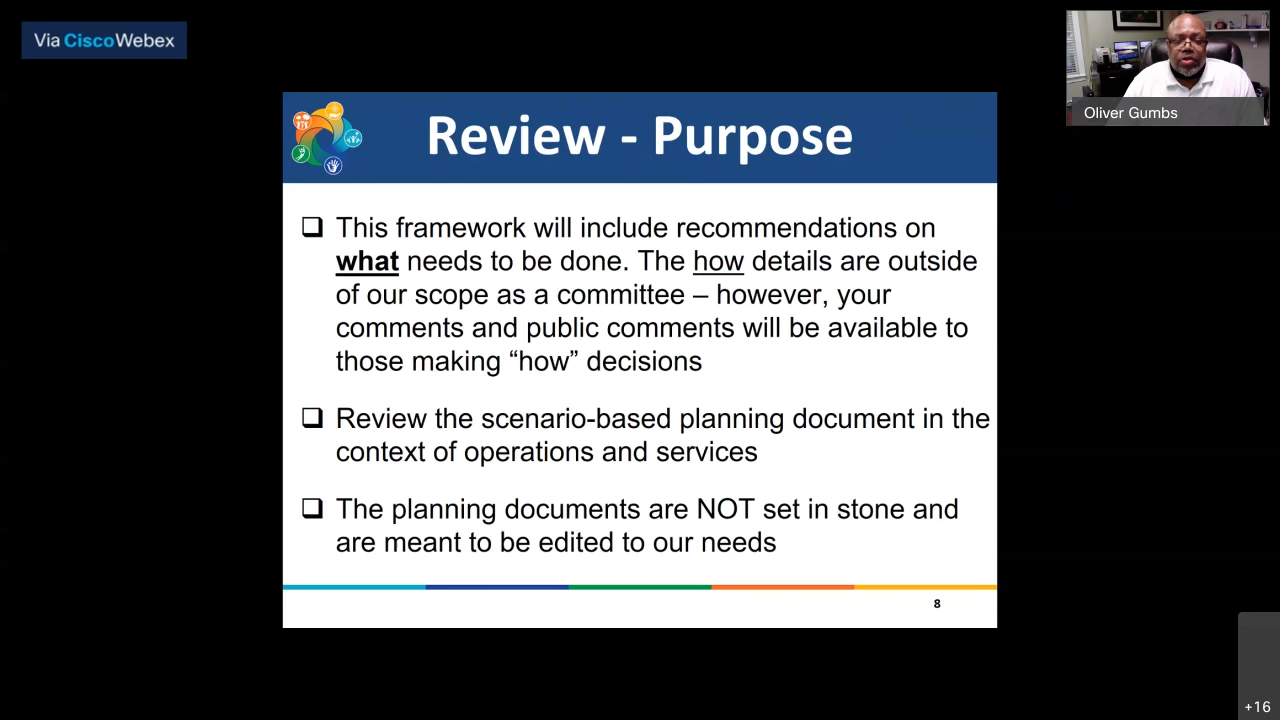 Via CiscoWebex
Oliver Gumbs
Review - Purpose
❑ This framework will include recommendations on
what needs to be done. The how details are outside
of our scope as a committee – however, your
comments and public comments will be available to
those making “how” decisions
❑ Review the scenario-based planning document in the
context of operations and services
❑ The planning documents are NOT set in stone and
are meant to be edited to our needs
8
+16